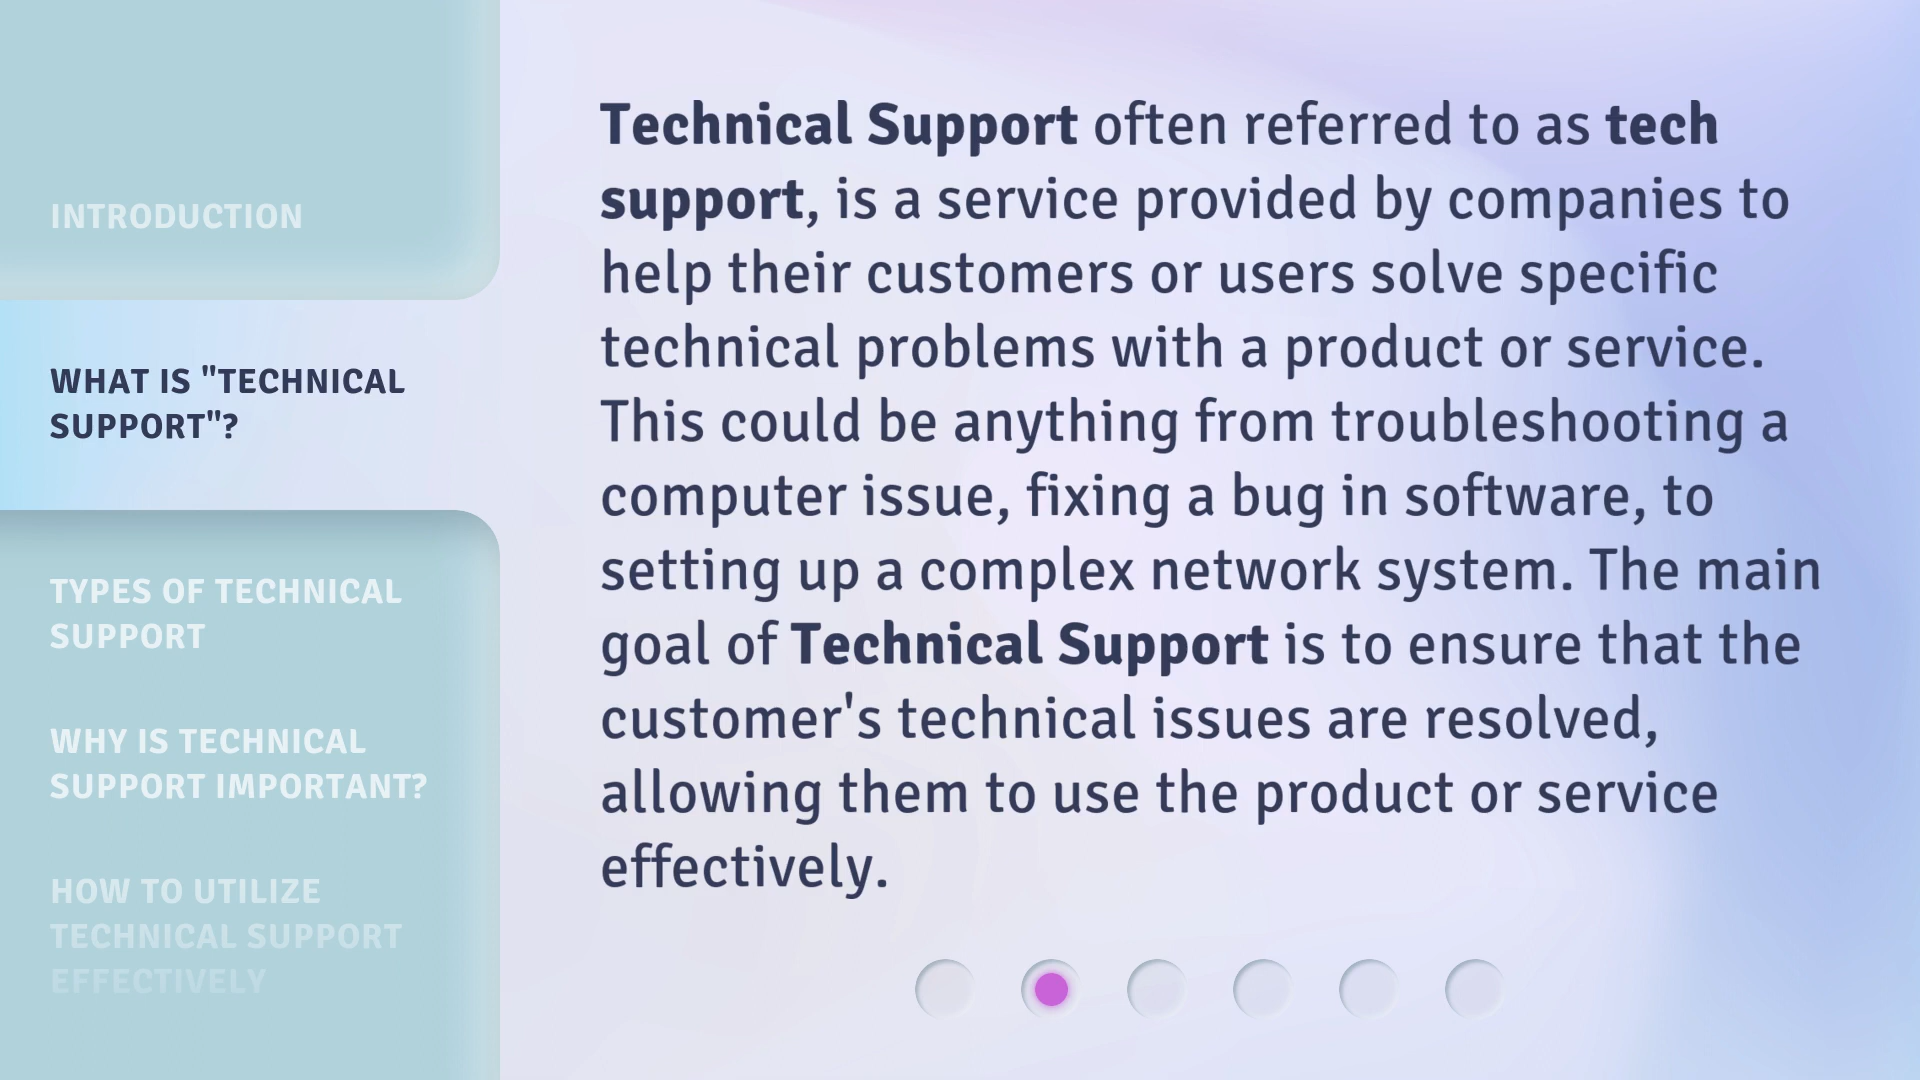 INTRODUCTION
WHAT IS "TECHNICAL
SUPPORT"?
TYPES OF TECHNICAL
SUPPORT
WHY IS TECHNICAL
SUPPORT IMPORTANT?
HOW TO UTILIZE
TECHNICAL SUPPORT
EFFECTIVELY
Technical Support often referred to as tech
support, is a service provided by companies to
help their customers or users solve specific
technical problems with a product or service.
This could be anything from troubleshooting a
computer issue, fixing a bug in software, to
setting up a complex network system. The main
goal of Technical Support is to ensure that the
customer's technical issues are resolved,
allowing them to use the product or service
effectively.